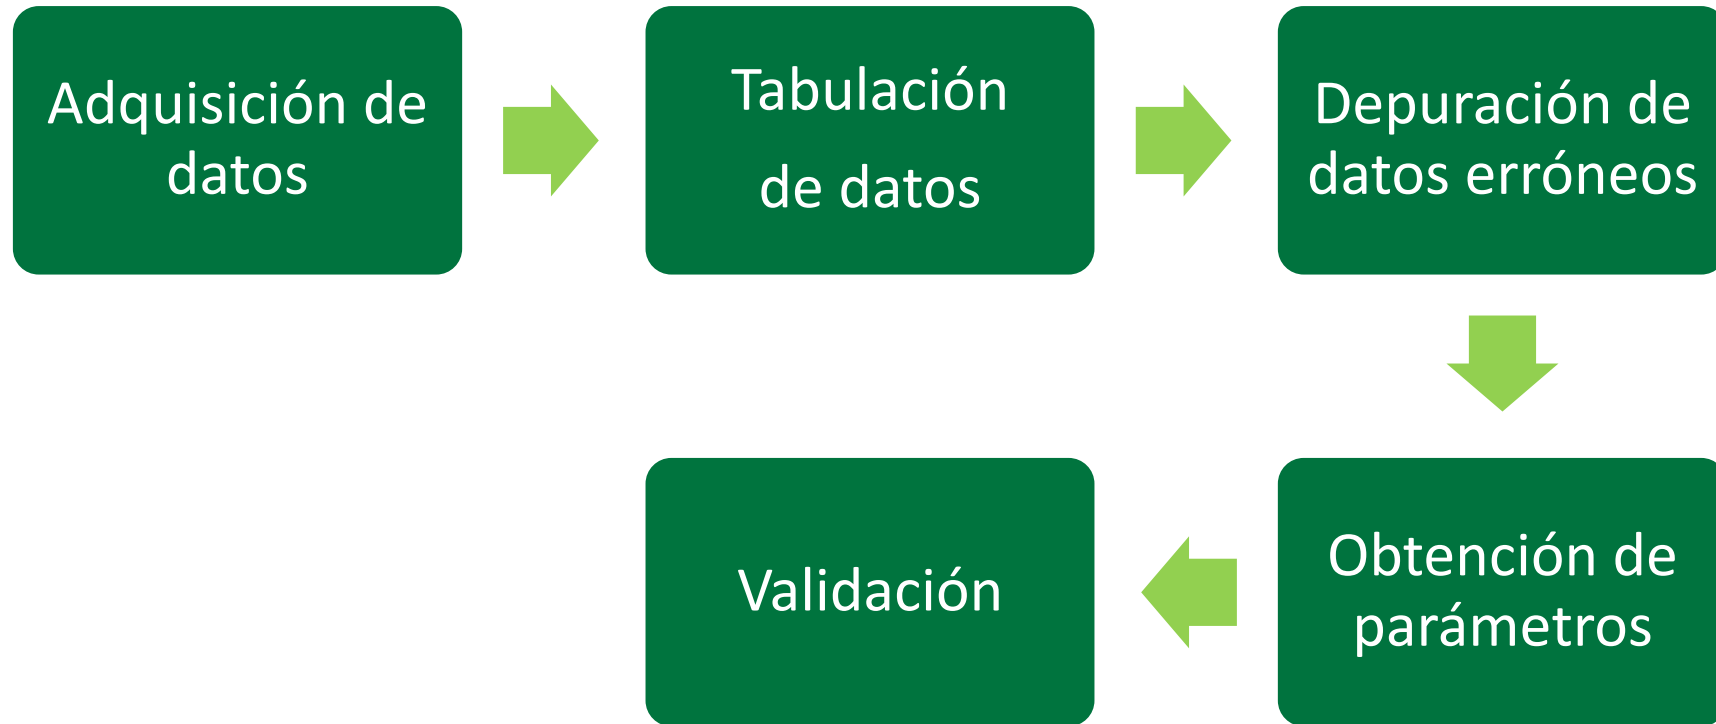 Adquisición de
datos
Tabulación
de datos
Depuración de
datos erróneos
Obtención de
parámetros
Validación